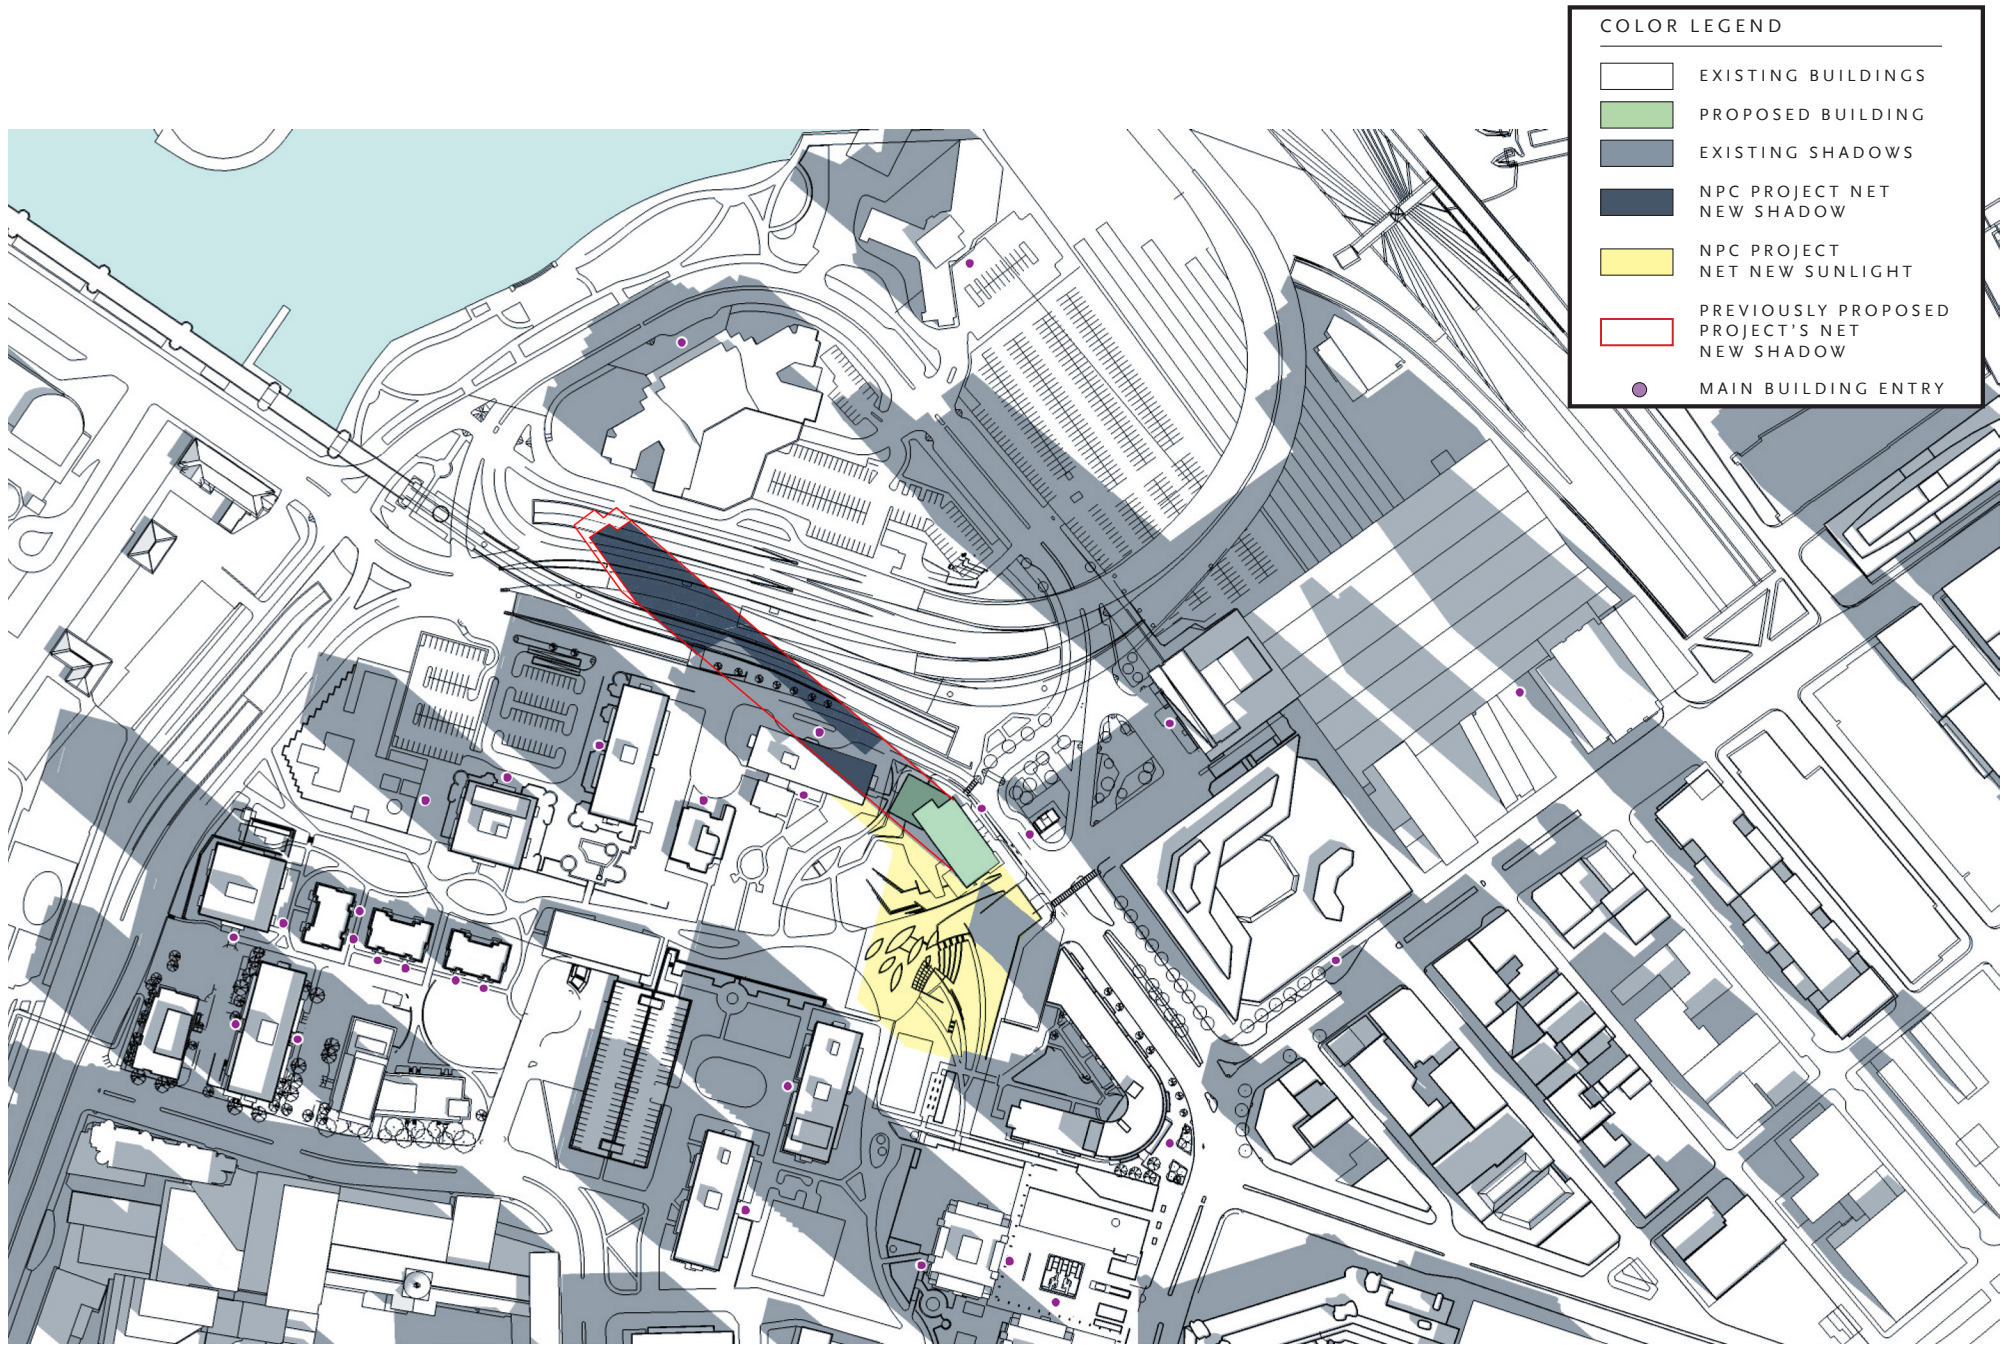 COLOR LEGEND
EXISTING BUILDINGS
PROPOSED BUILDING
EXISTING SHADOWS
NPC PROJECT NET
NEW SHADOW
NPC PROJECT
NET NEW SUNLIGHT
PREVIOUSLY PROPOSED
PROJECT'S NET
NEW SHADOW
MAIN BUILDING ENTRY